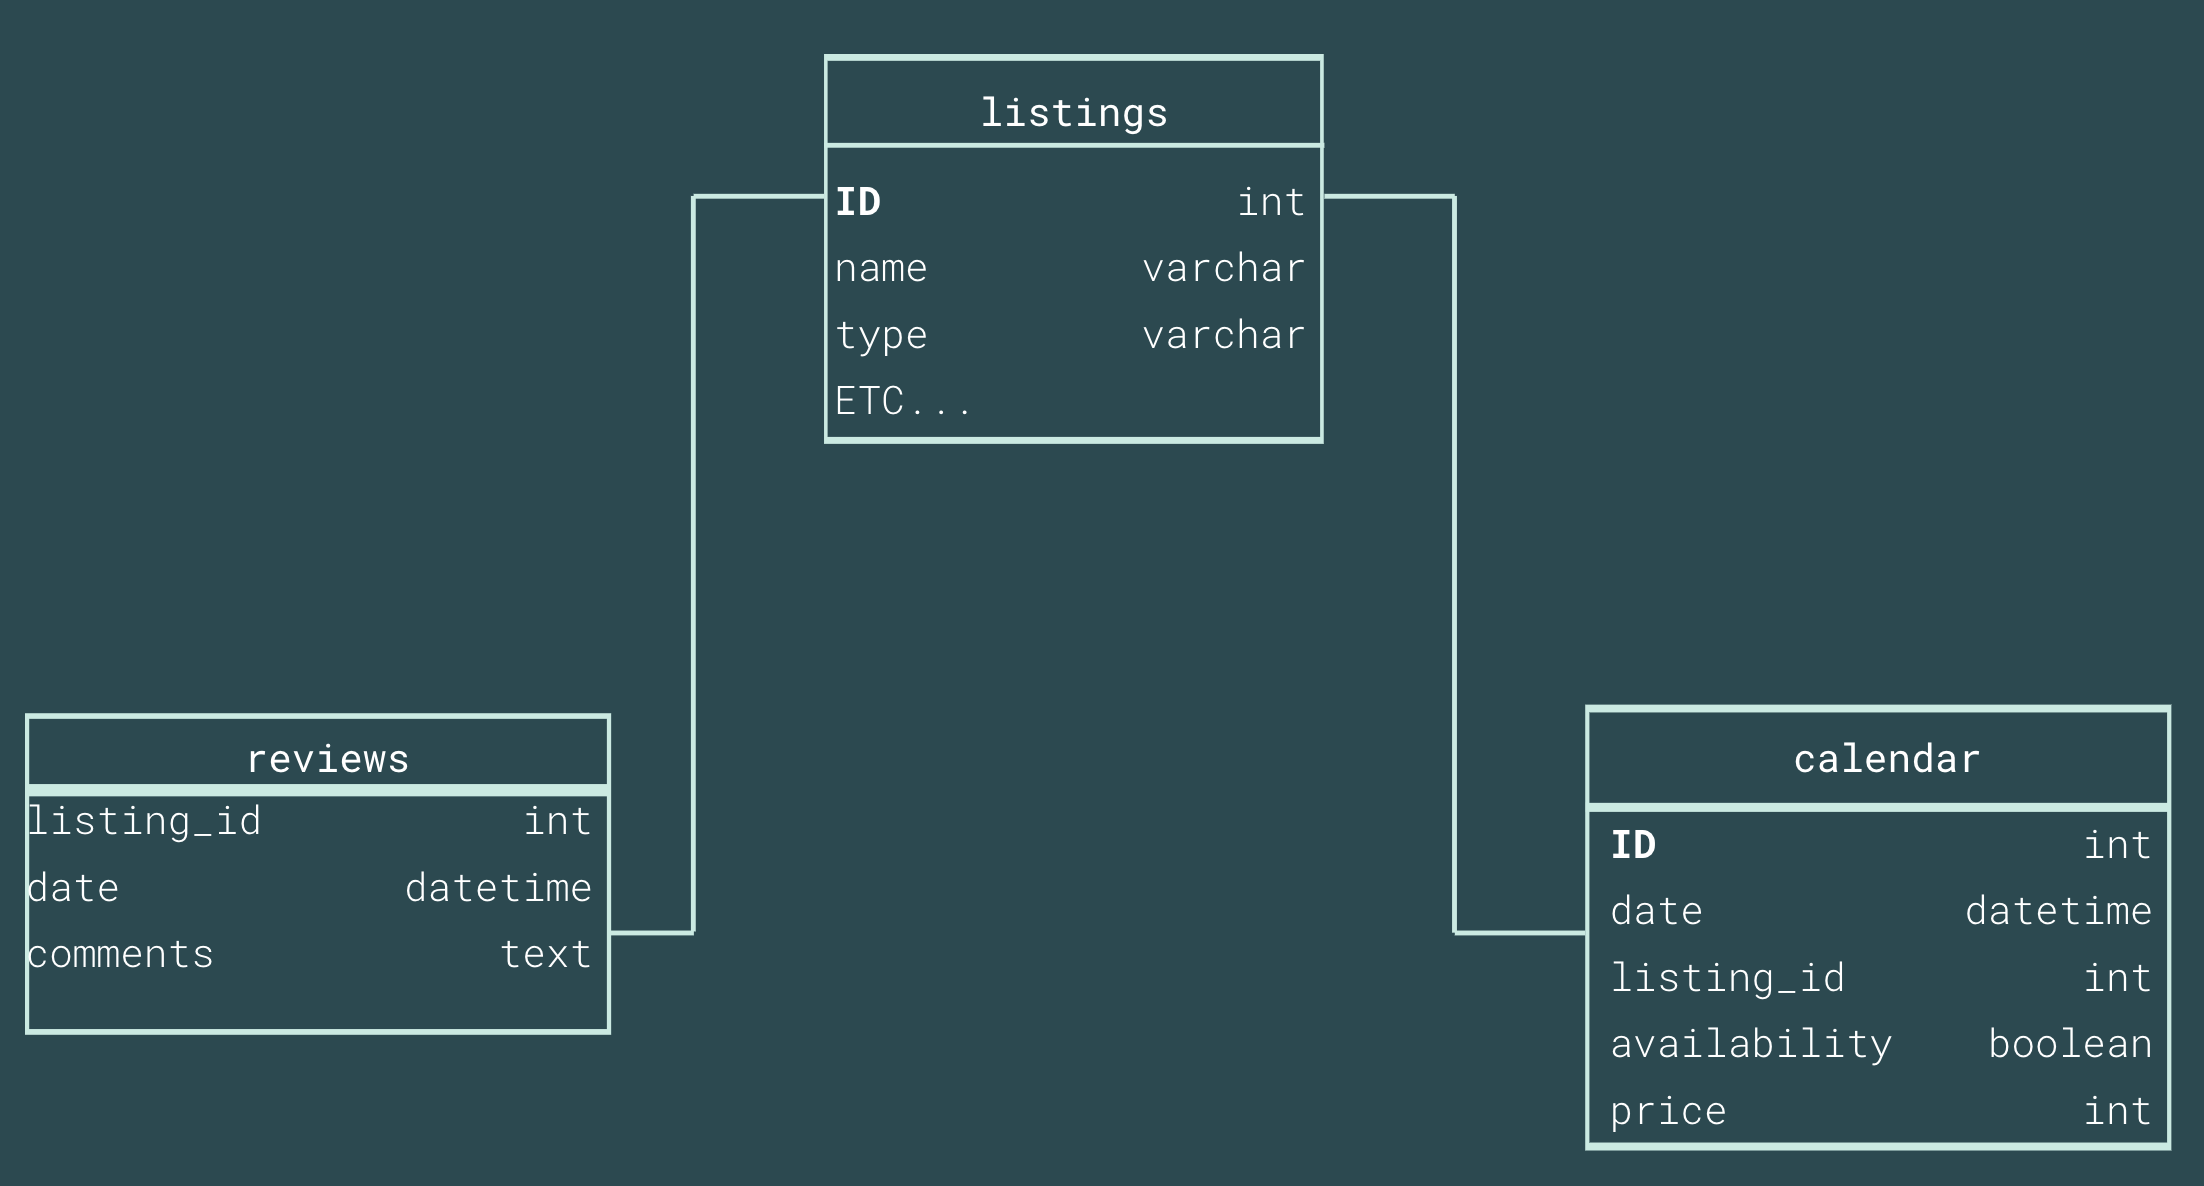 listings
ID int
name varchar
type varchar
ETC...
reviews
listing_id int
date datetime
comments text
calendar
ID int
date datetime
listing_id int
availability boolean
price int